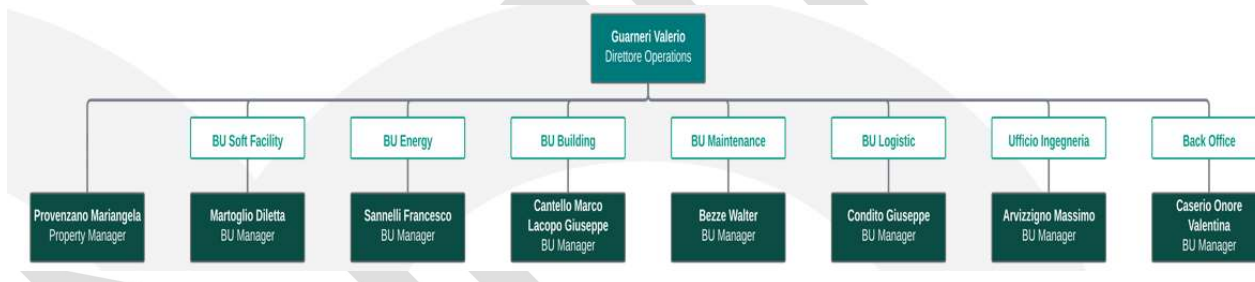 Guarneri Valerio
Direttore Operations
BU Soft Facility
BU Energy
BU Building
BU Maintenance
BU Logistic
Ufficio Ingegneria
Back Office
Provenzano Mariangela
Property Manager
Martoglio Diletta
BU Manager
Sannelli Francesco
BU Manager
Cantello Marco
Lacopo Giuseppe
BU Manager
Bezze Walter
BU Manager
Condito Giuseppe
BU Manager
Arvizzigno Massimo
BU Manager
Caserio Onore
Valentina
BU Manager